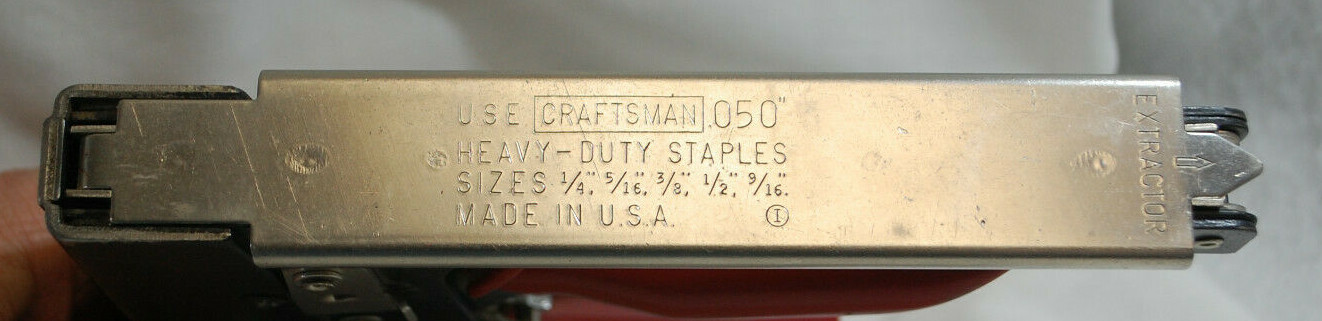 USE CRAFTSMAN .050"
HEAVY-DUTY STAPLES
SIZES 1/4", 5/16", 3/8", 1/2", 9/16".
MADE IN U.S.A. Ⓘ
EXTRACTOR